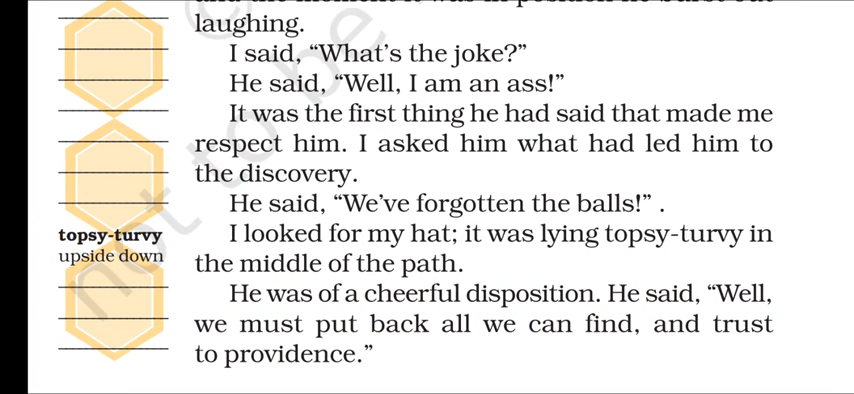 laughing.
I said, “What’s the joke?”
He said, “Well, I am an ass!”
It was the first thing he had said that made me
respect him. I asked him what had led him to
the discovery.
He said, “We’ve forgotten the balls!” .
I looked for my hat; it was lying topsy-turvy in
the middle of the path.
He was of a cheerful disposition. He said, “Well,
we must put back all we can find, and trust
to providence.”
topsy-turvy
upside down
not to be